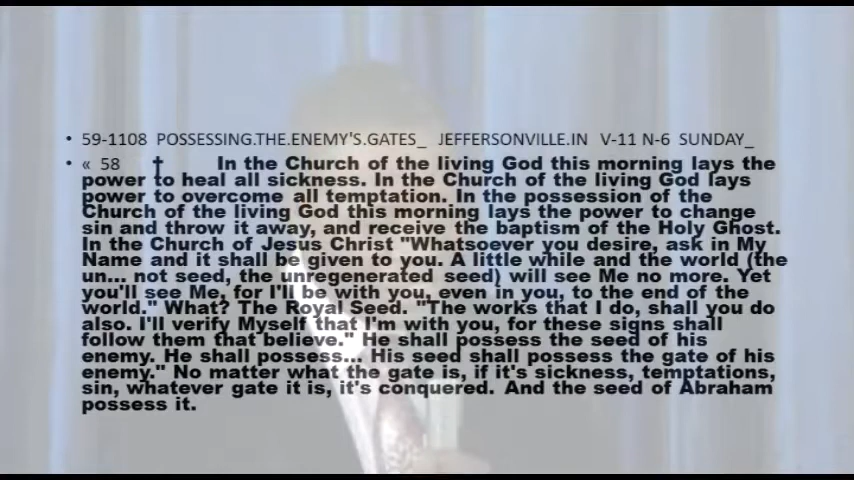 • 59-1108 POSSESSING.THE.ENEMY'S.GATES_ JEFFERSONVILLE.IN V-11 N-6 SUNDAY_
• « 58 † In the Church of the living God this morning lays the
power to heal all sickness. In the Church of the living God lays
power to overcome all temptation. In the possession of the
Church of the living God this morning lays the power to change
sin and throw it away, and receive the baptism of the Holy Ghost.
In the Church of Jesus Christ "Whatsoever you desire, ask in My
Name and it shall be given to you. A little while and the world (the
un... not seed, the unregenerated seed) will see Me no more. Yet
you'll see Me, for I'll be with you, even in you, to the end of the
world." What? The Royal Seed. "The works that I do, shall you do
also. I'll verify Myself that I'm with you, for these signs shall
follow them that believe." He shall possess the seed of his
enemy. He shall possess... His seed shall possess the gate of his
enemy." No matter what the gate is, if it's sickness, temptations,
sin, whatever gate it is, it's conquered. And the seed of Abraham
possess it.